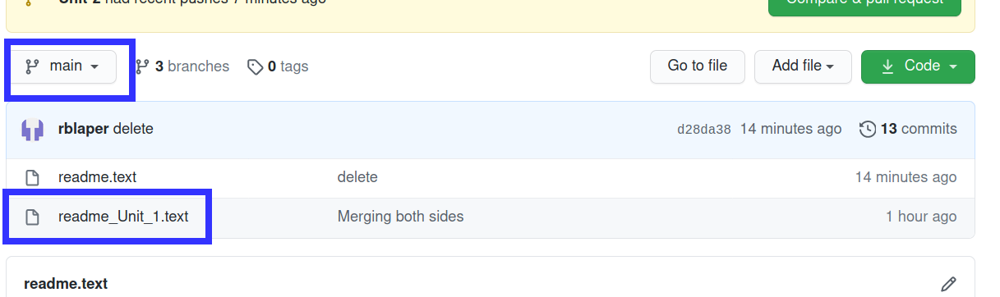 Unit-2 had recent pushes 7 minutes ago
Compare & pull request
main
3 branches
0 tags
Go to file
Add file
Code
rblaper delete
d28da38
14 minutes ago
13 commits
readme.text
delete
14 minutes ago
readme_Unit_1.text
Merging both sides
1 hour ago
readme.text